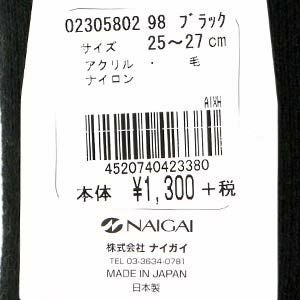 02305802 98 ブラック
サイズ 25～27cm
アクリル ・ 毛
ナイロン
A1XH
4520740423380
本体 ¥1,300+税
NAIGAI
株式会社 ナイガイ
TEL 03-3634-0781
MADE IN JAPAN
日本製